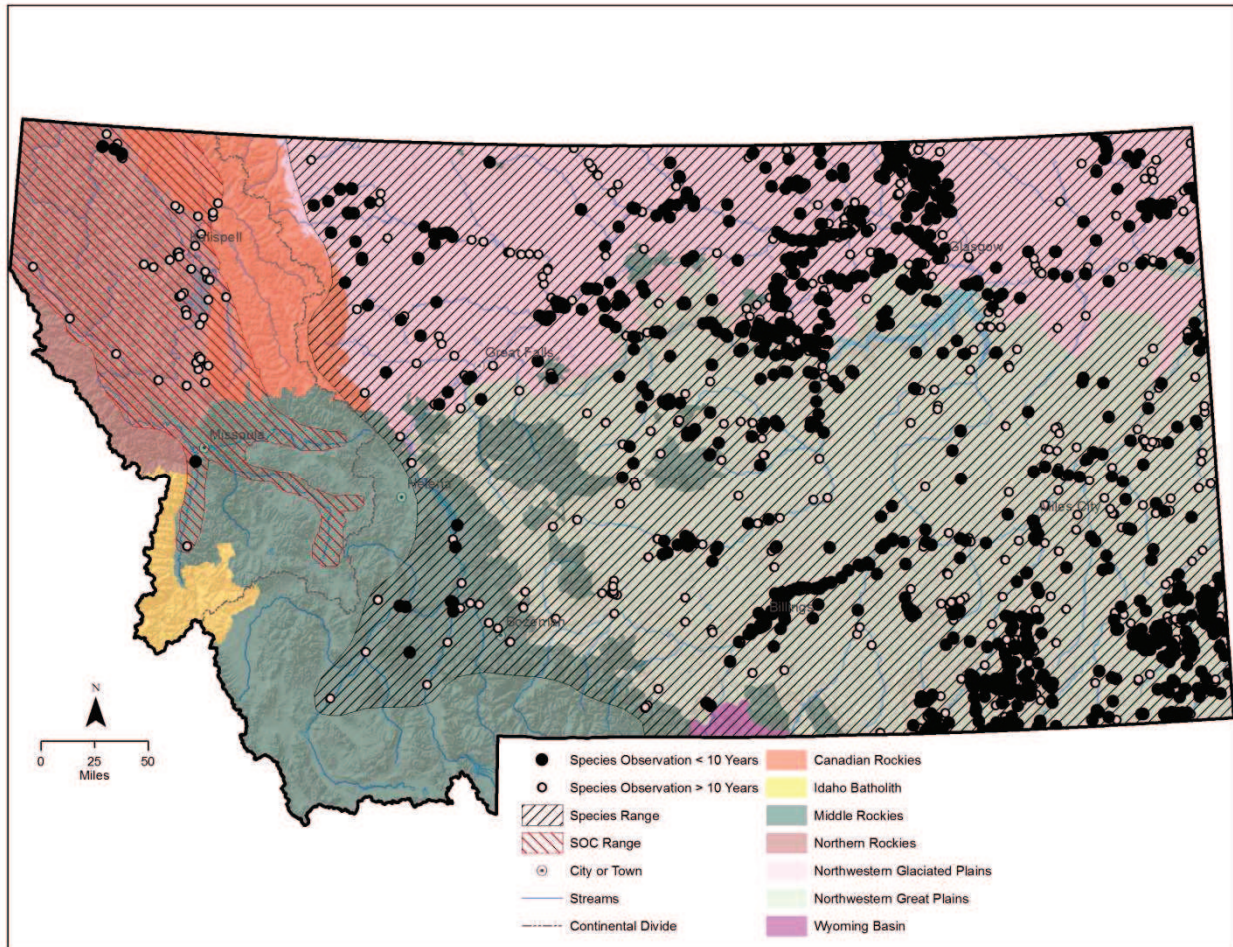 Kalispell
Glasgow
Great Falls
Missoula
Helena
Miles City
Billings
Bozeman
N
0 25 50
Miles
Species Observation < 10 Years
Species Observation > 10 Years
Species Range
SOC Range
City or Town
Streams
Continental Divide
Canadian Rockies
Idaho Batholith
Middle Rockies
Northern Rockies
Northwestern Glaciated Plains
Northwestern Great Plains
Wyoming Basin